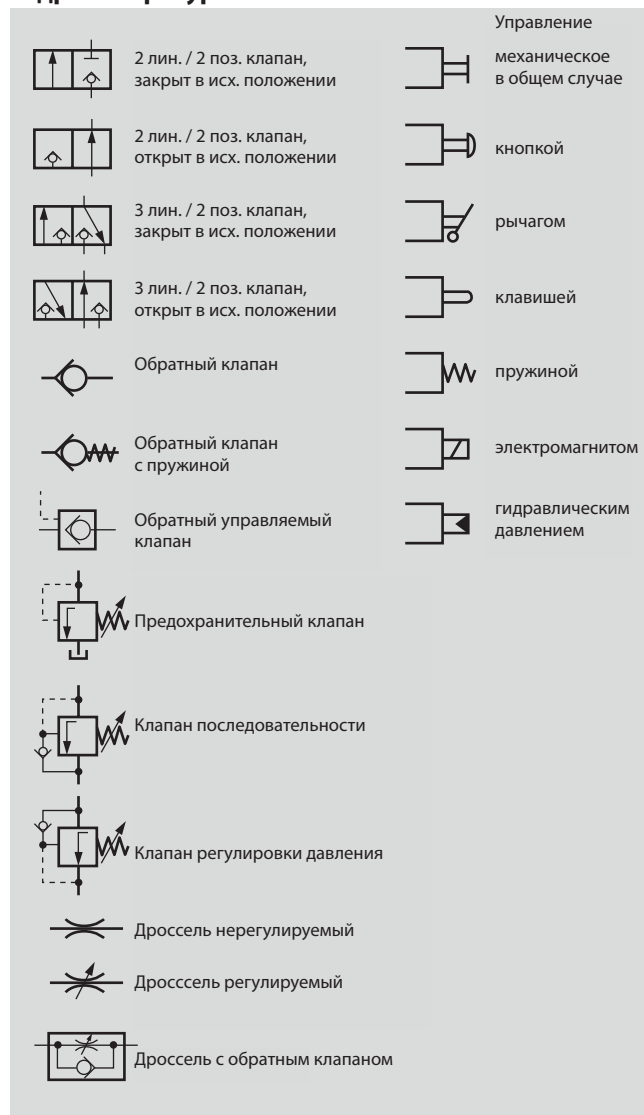 2 лин. / 2 поз. клапан,
закрыт в исх. положении
2 лин. / 2 поз. клапан,
открыт в исх. положении
3 лин. / 2 поз. клапан,
закрыт в исх. положении
3 лин. / 2 поз. клапан,
открыт в исх. положении
Обратный клапан
Обратный клапан
с пружиной
Обратный управляемый
клапан
Предохранительный клапан
Клапан последовательности
Клапан регулировки давления
Дроссель нерегулируемый
Дросссель регулируемый
Дроссель с обратным клапаном
Управление
механическое
в общем случае
кнопкой
рычагом
клавишей
пружиной
электромагнитом
гидравлическим
давлением